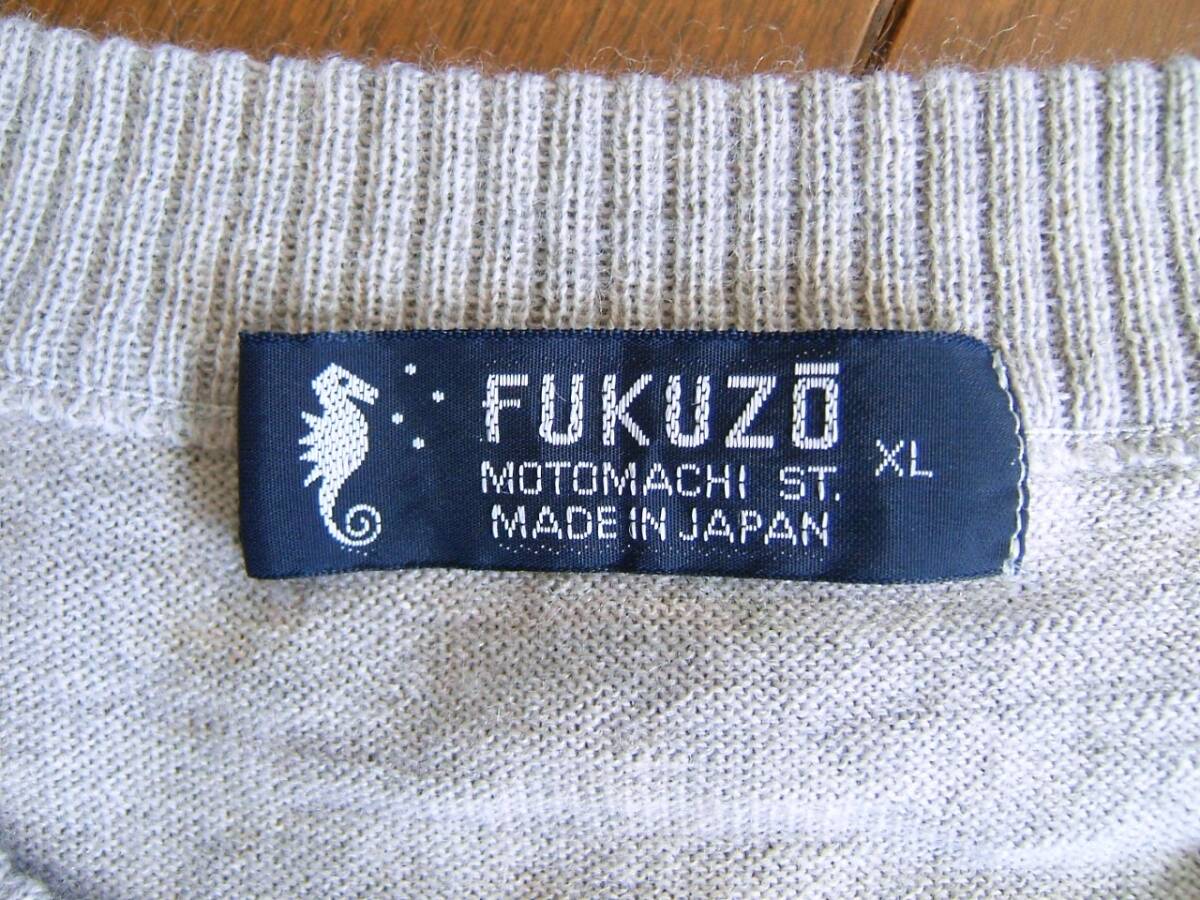 FUKUZŌ
MOTOMACHI ST.
MADE IN JAPAN
XL